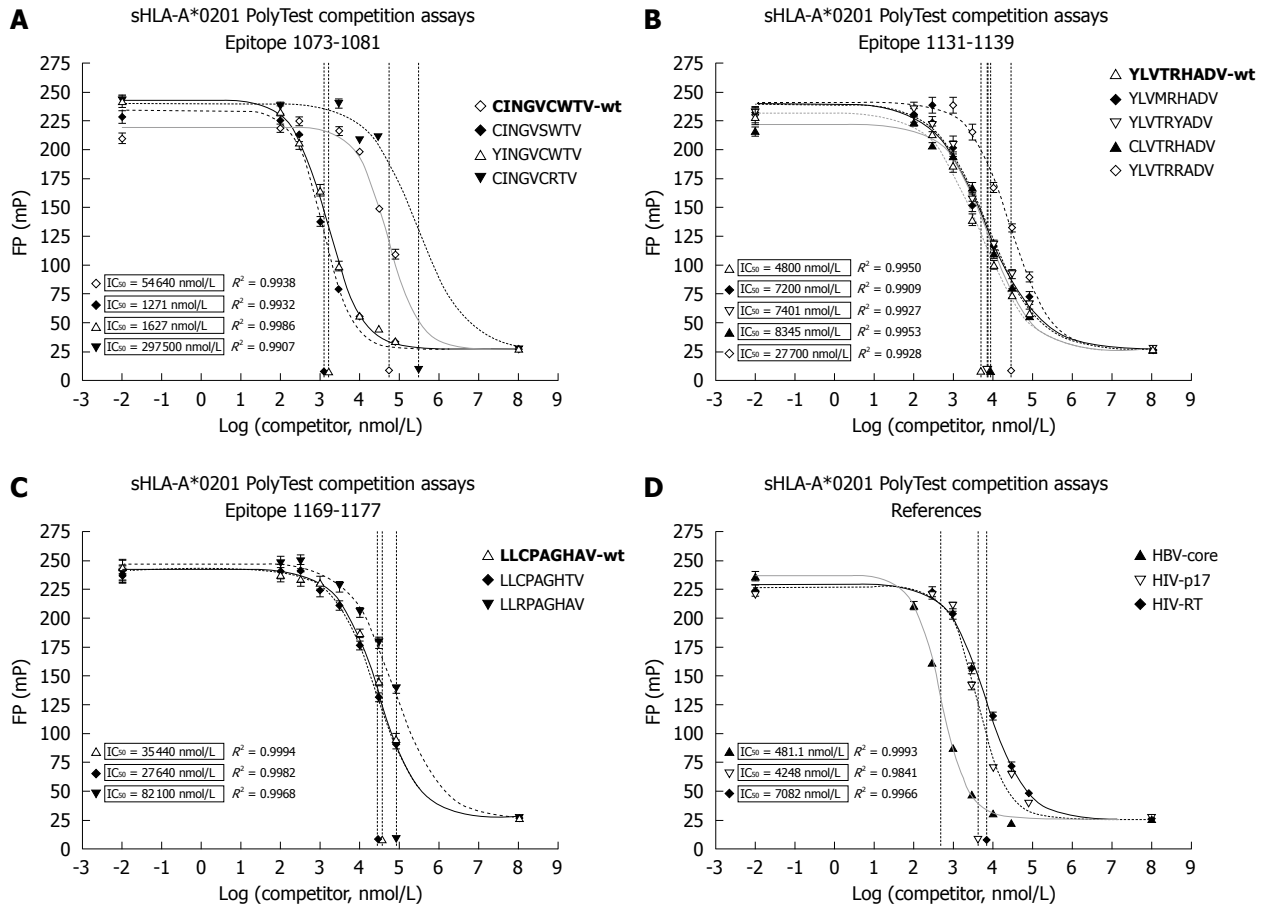 A
sHLA-A*0201 PolyTest competition assays
Epitope 1073-1081
FP (mP)
275
250
225
200
175
150
125
100
75
50
25
0
CINGVCWTV-wt
CINGVSWTV
YINGVCWTV
CINGVCRTV
IC50 = 54640 nmol/L R2 = 0.9938
IC50 = 1271 nmol/L R2 = 0.9932
IC50 = 1627 nmol/L R2 = 0.9986
IC50 = 297500 nmol/L R2 = 0.9907
-3 -2 -1 0 1 2 3 4 5 6 7 8 9
Log (competitor, nmol/L)
B
sHLA-A*0201 PolyTest competition assays
Epitope 1131-1139
FP (mP)
275
250
225
200
175
150
125
100
75
50
25
0
YLVTRHADV-wt
YLVMRHADV
YLVTRYADV
CLVTRHADV
YLVTRRADV
IC50 = 4800 nmol/L R2 = 0.9950
IC50 = 7200 nmol/L R2 = 0.9909
IC50 = 7401 nmol/L R2 = 0.9927
IC50 = 8345 nmol/L R2 = 0.9953
IC50 = 27700 nmol/L R2 = 0.9928
-3 -2 -1 0 1 2 3 4 5 6 7 8 9
Log (competitor, nmol/L)
C
sHLA-A*0201 PolyTest competition assays
Epitope 1169-1177
FP (mP)
275
250
225
200
175
150
125
100
75
50
25
0
LLCPAGHAV-wt
LLCPAGHTV
LLRPAGHAV
IC50 = 35440 nmol/L R2 = 0.9994
IC50 = 27640 nmol/L R2 = 0.9982
IC50 = 82100 nmol/L R2 = 0.9968
-3 -2 -1 0 1 2 3 4 5 6 7 8 9
Log (competitor, nmol/L)
D
sHLA-A*0201 PolyTest competition assays
References
FP (mP)
275
250
225
200
175
150
125
100
75
50
25
0
HBV-core
HIV-p17
HIV-RT
IC50 = 481.1 nmol/L R2 = 0.9993
IC50 = 4248 nmol/L R2 = 0.9841
IC50 = 7082 nmol/L R2 = 0.9966
-3 -2 -1 0 1 2 3 4 5 6 7 8 9
Log (competitor, nmol/L)